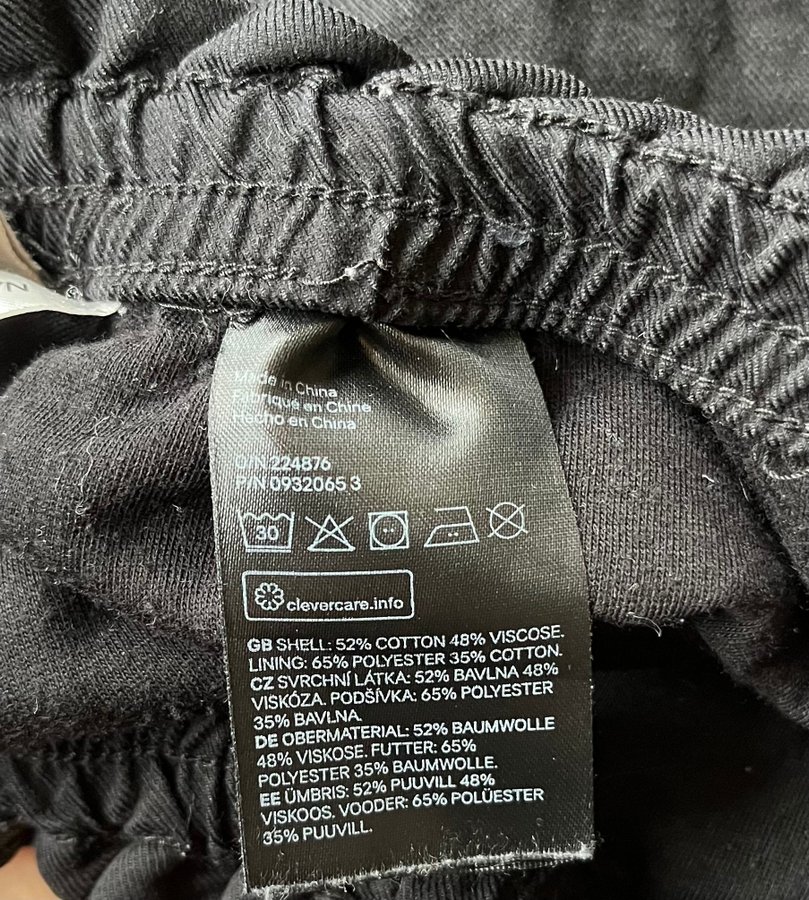 Made in China
Fabriqué en Chine
Hecho en China
O/N 224876
P/N 0932065 3
30
clevercare.info
GB SHELL: 52% COTTON 48% VISCOSE.
LINING: 65% POLYESTER 35% COTTON.
CZ SVRCHNÍ LÁTKA: 52% BAVLNA 48%
VISKÓZA. PODŠÍVKA: 65% POLYESTER
35% BAVLNA.
DE OBERMATERIAL: 52% BAUMWOLLE
48% VISKOSE. FUTTER: 65%
POLYESTER 35% BAUMWOLLE.
EE ÜMBRIS: 52% PUUVILL 48%
VISKOOS. VOODER: 65% POLÜESTER
35% PUUVILL.